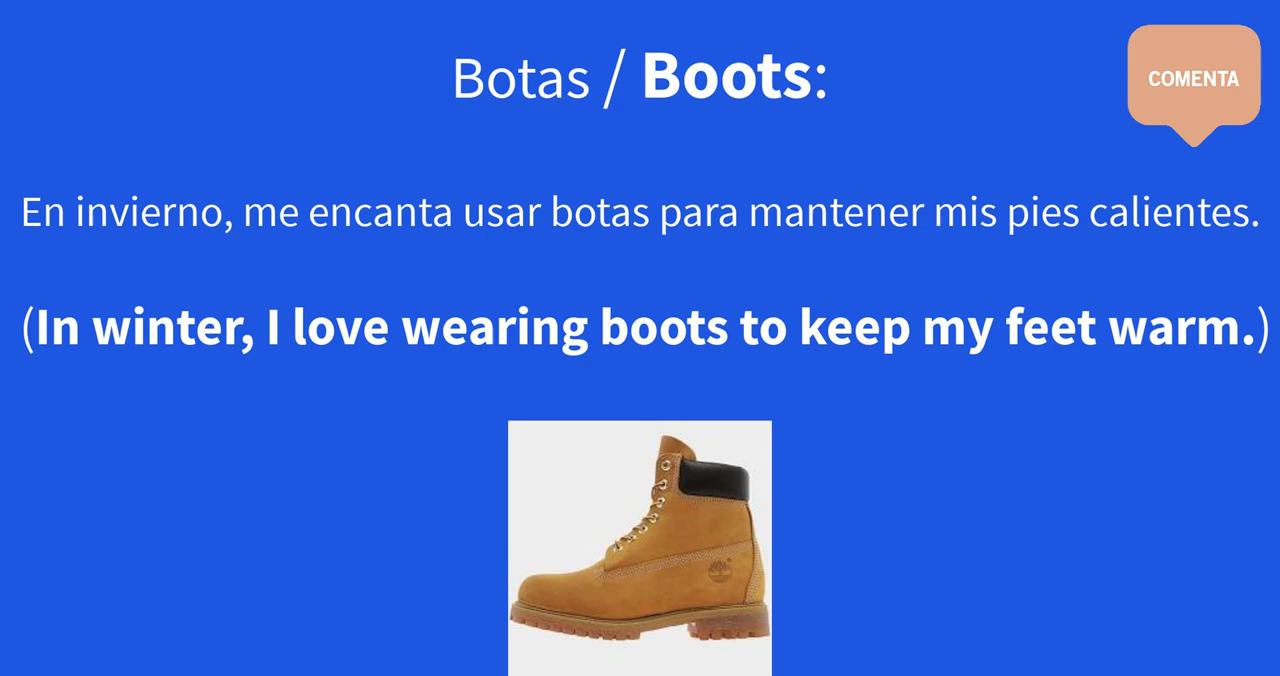 Botas / Boots:
COMENTA
En invierno, me encanta usar botas para mantener mis pies calientes.
(In winter, I love wearing boots to keep my feet warm.)